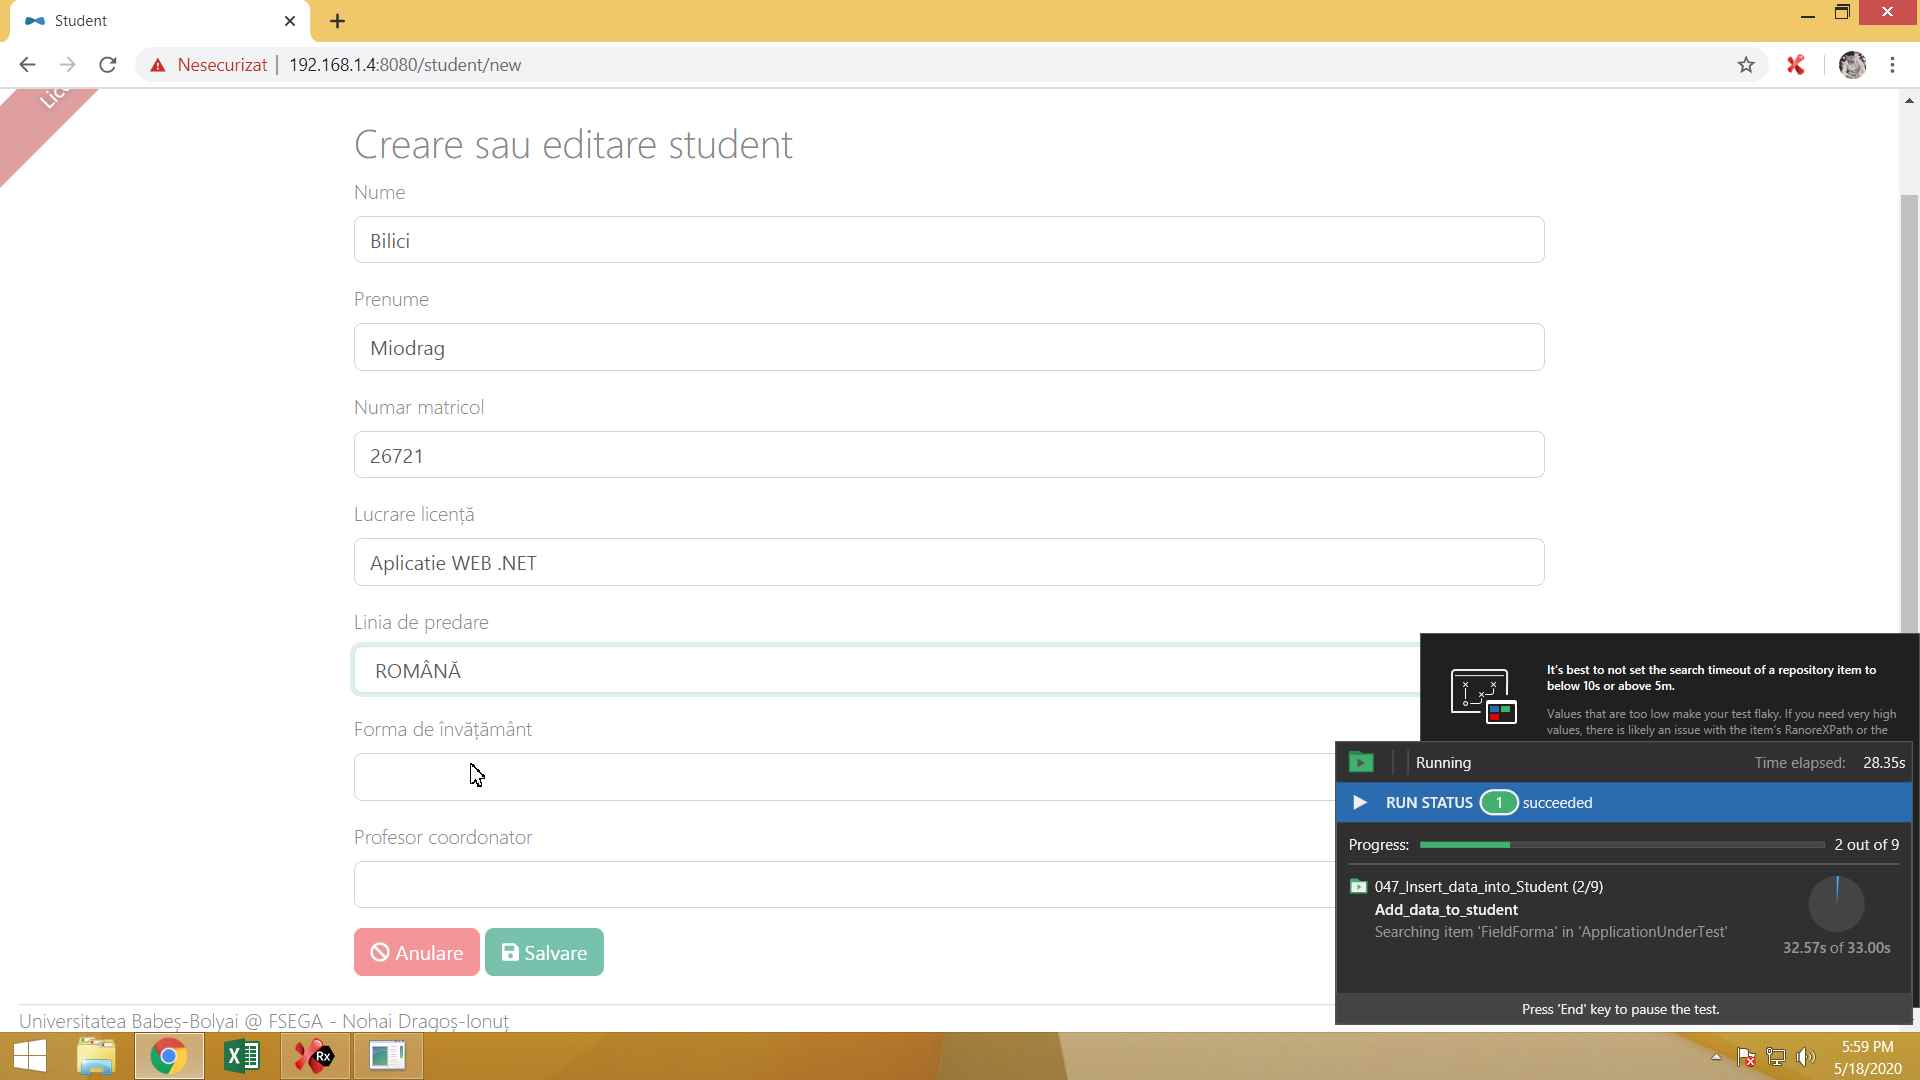 Student
Nesecurizat
192.168.1.4:8080/student/new
Creare sau editare student
Nume
Bilici
Prenume
Miodrag
Numar matricol
26721
Lucrare licență
Aplicatie WEB .NET
Linia de predare
ROMÂNĂ
Forma de învățământ
Profesor coordonator
Anulare
Salvare
It's best to not set the search timeout of a repository item to
below 10s or above 5m.
Values that are too low make your test flaky. If you need very high
values, there is likely an issue with the item's RanoreXPath or the
Running
Time elapsed: 28.35s
RUN STATUS 1 succeeded
Progress: 2 out of 9
047_Insert_data_into_Student (2/9)
Add_data_to_student
Searching item 'FieldForma' in 'ApplicationUnderTest'
32.57s of 33.00s
Press 'End' key to pause the test.
Universitatea Babeș-Bolyai @ FSEGA - Nohai Dragoș-Ionuț
Rx
5:59 PM
5/18/2020